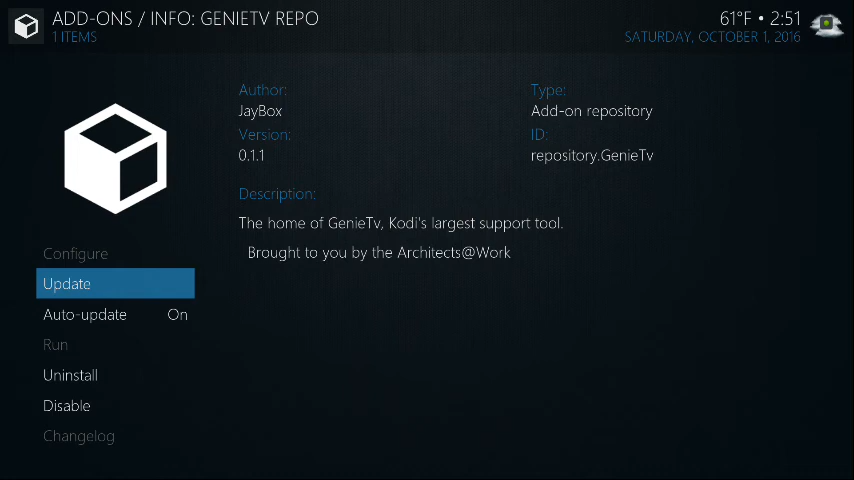 ADD-ONS / INFO: GENIETV REPO
1 ITEMS
61°F • 2:51
SATURDAY, OCTOBER 1, 2016
Author:
JayBox
Version:
0.1.1
Type:
Add-on repository
ID:
repository.GenieTv
Description:
The home of GenieTv, Kodi's largest support tool.
Brought to you by the Architects@Work
Configure
Update
Auto-update On
Run
Uninstall
Disable
Changelog